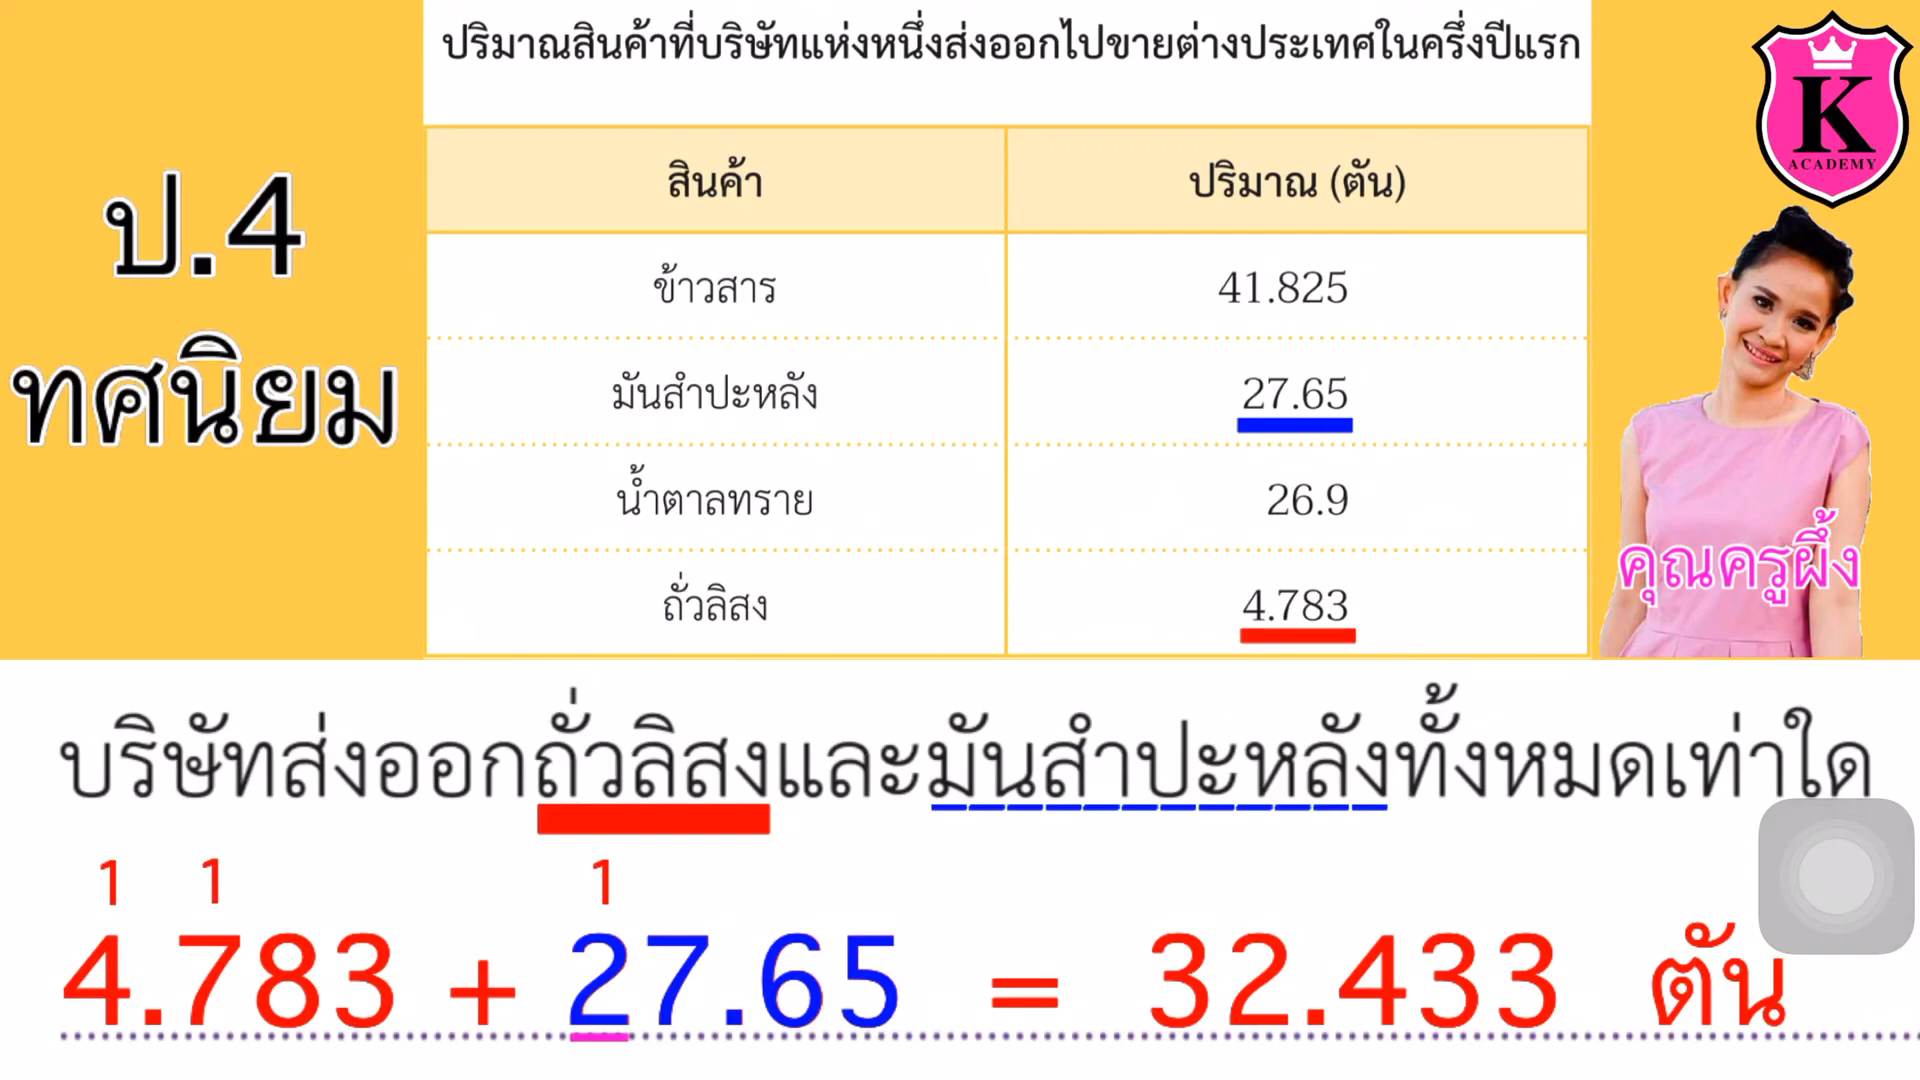 ปริมาณสินค้าที่บริษัทแห่งหนึ่งส่งออกไปขายต่างประเทศในครึ่งปีแรก
K
ACADEMY
ป.4
ทศนิยม
สินค้า ปริมาณ (ตัน)
ข้าวสาร 41.825
มันสำปะหลัง 27.65
น้ำตาลทราย 26.9
ถั่วลิสง 4.783
คุณครูผึ้ง
บริษัทส่งออกถั่วลิสงและมันสำปะหลังทั้งหมดเท่าใด
1 1 1
4.783 + 27.65 = 32.433 ตัน